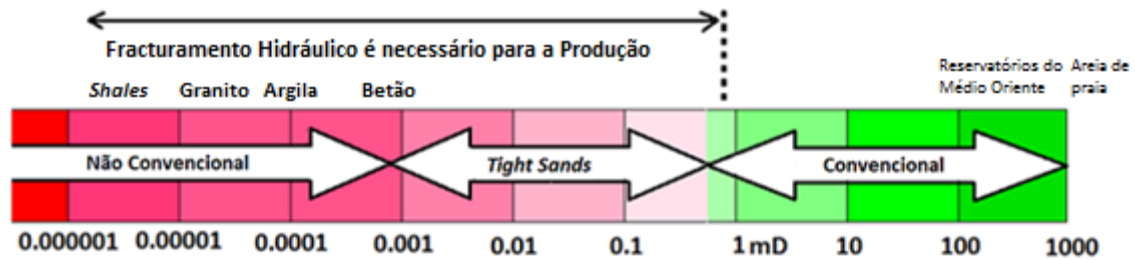 Fracturamento Hidráulico é necessário para a Produção
Reservatórios do Areia de
Médio Oriente praia
Shales Granito Argila Betão
Não Convencional Tight Sands Convencional
0.000001 0.00001 0.0001 0.001 0.01 0.1 1 mD 10 100 1000